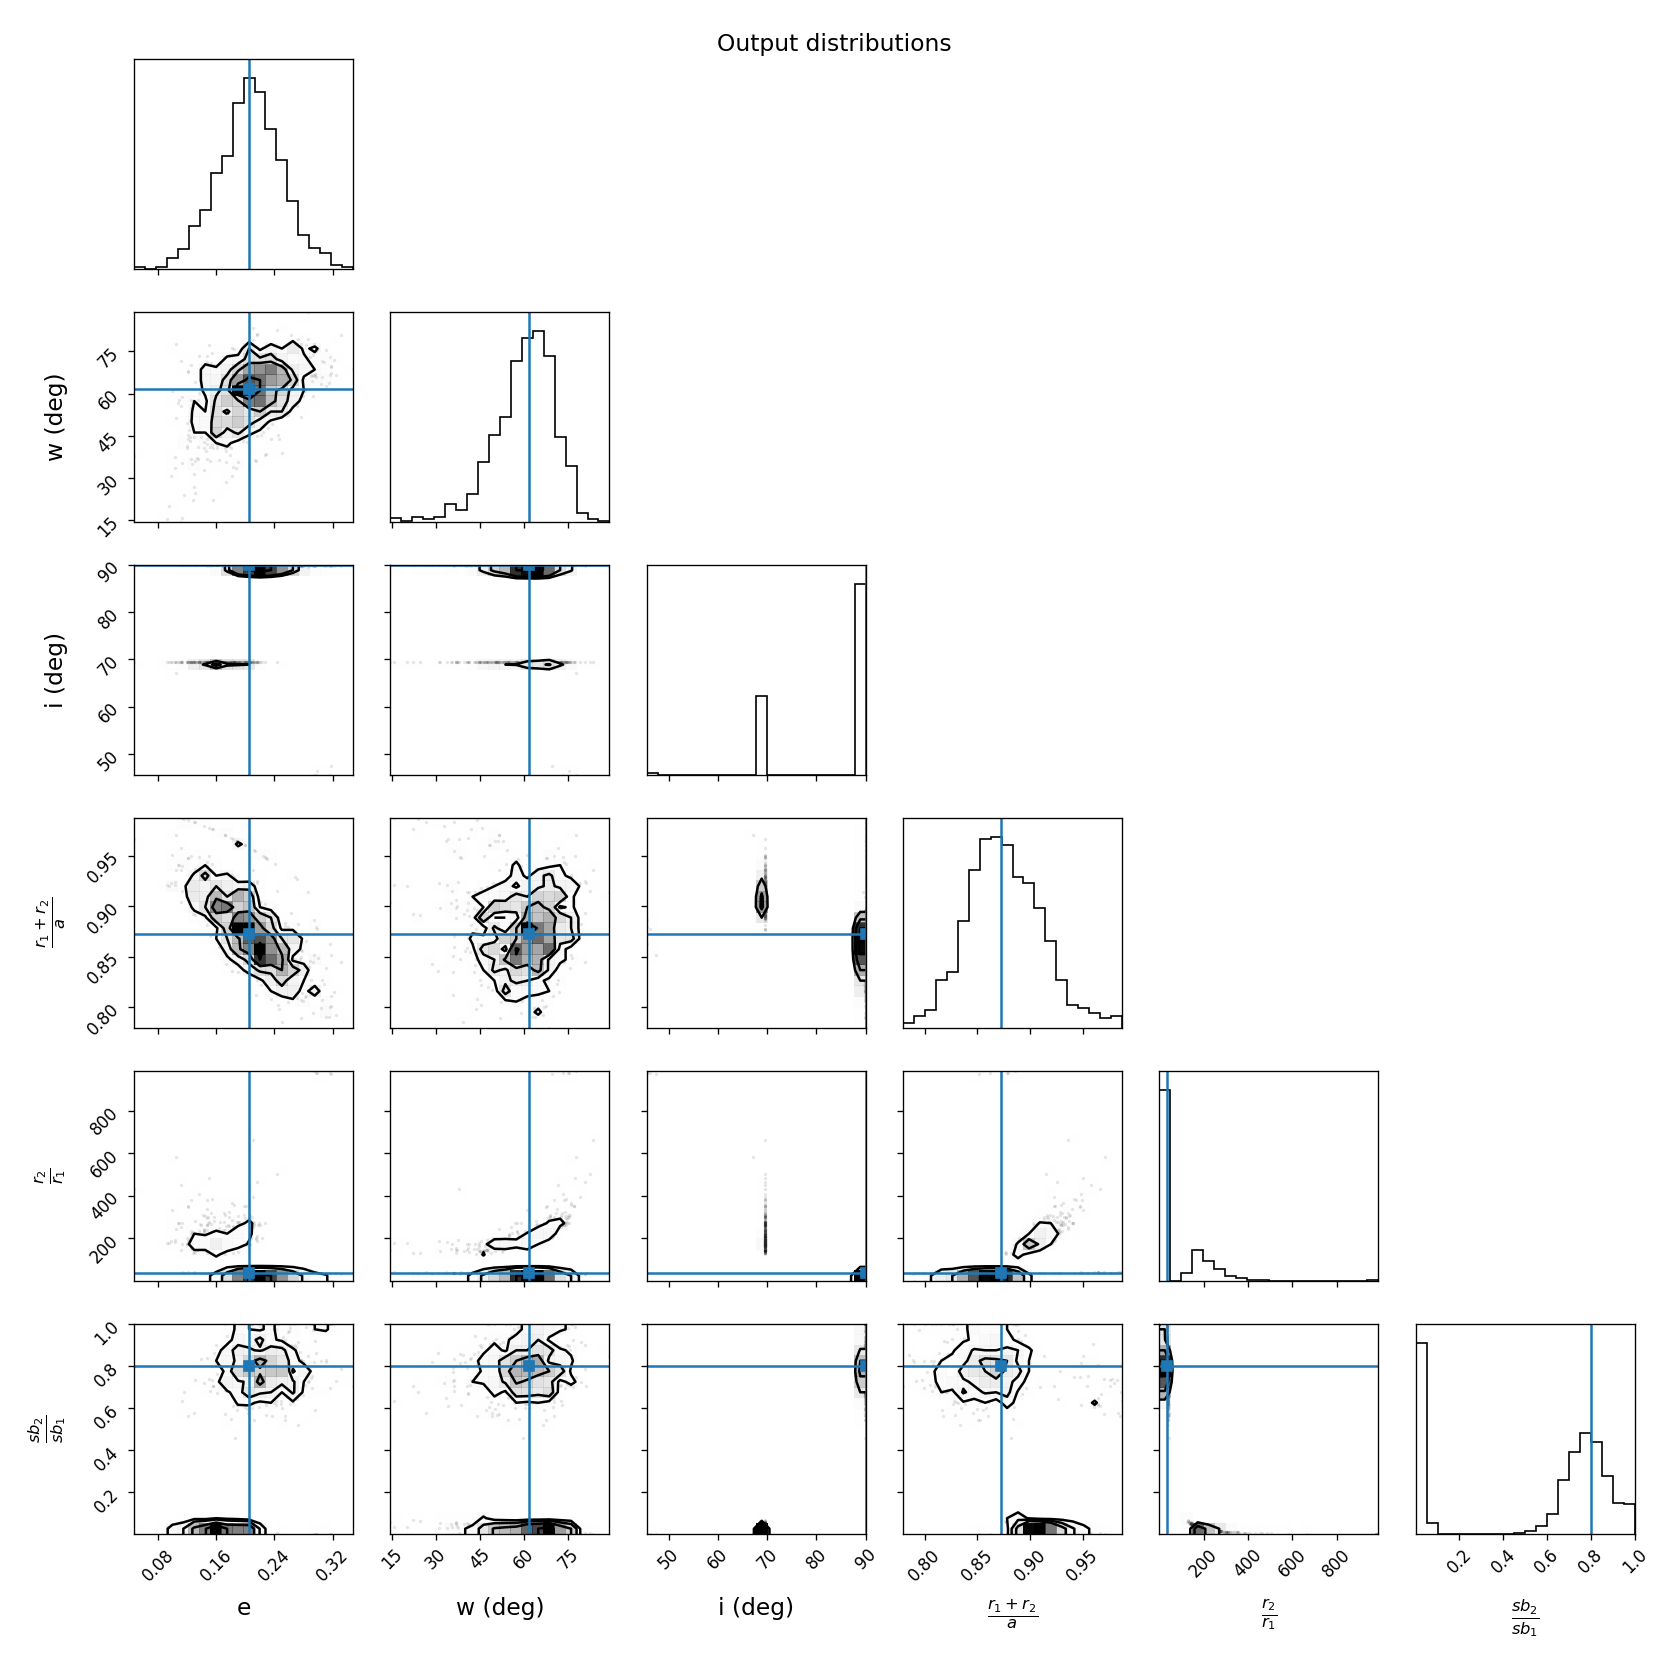 Output distributions
75
60
45
30
15
w (deg)
90
80
70
60
50
i (deg)
0.95
0.90
0.85
0.80
r₁ + r₂
a
800
600
400
200
r₂
r₁
1.0
0.8
0.6
0.4
0.2
sb₂
sb₁
0.08 0.16 0.24 0.32 15 30 45 60 75 50 60 70 80 90 0.80 0.85 0.90 0.95 200 400 600 800 0.2 0.4 0.6 0.8 1.0
e w (deg) i (deg)
r₁ + r₂
a
r₂
r₁
sb₂
sb₁